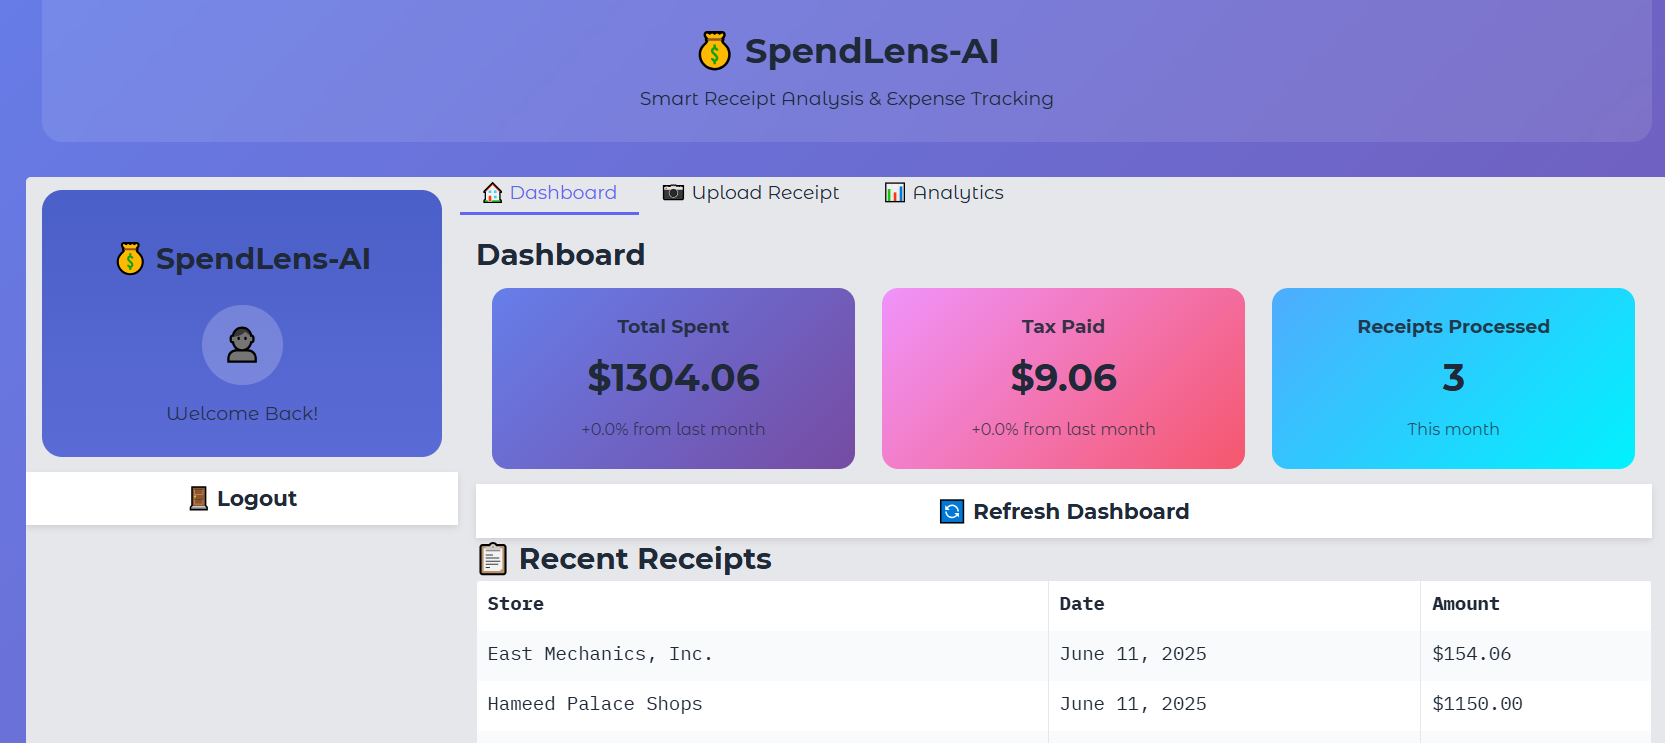 SpendLens-AI
Smart Receipt Analysis & Expense Tracking
SpendLens-AI
Welcome Back!
Logout
Dashboard Upload Receipt Analytics
Dashboard
Total Spent
$1304.06
+0.0% from last month
Tax Paid
$9.06
+0.0% from last month
Receipts Processed
3
This month
Refresh Dashboard
Recent Receipts
Store Date Amount
East Mechanics, Inc. June 11, 2025 $154.06
Hameed Palace Shops June 11, 2025 $1150.00